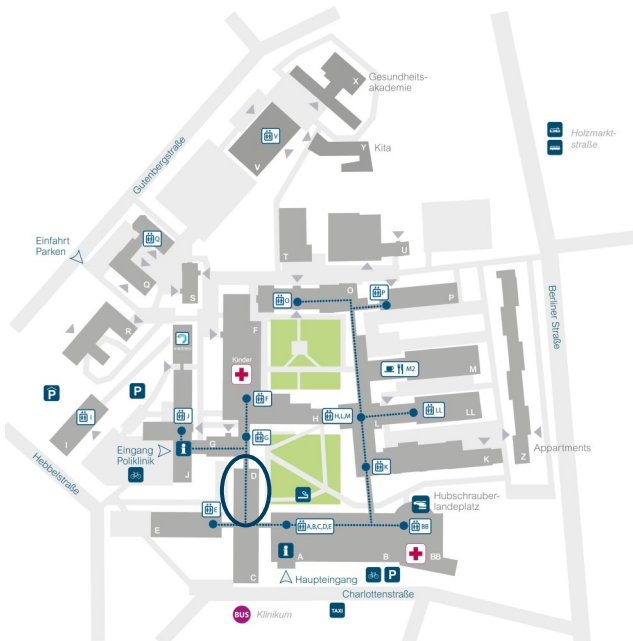 X
Gesundheits-
akademie
V
V
Y
Kita
Holzmarkt-
straße
Gutenbergstraße
Einfahrt
Parken
Q
Q
S
T
U
O
O
P
P
R
F
Kinder
Berliner Straße
M2
M
P
P
I
I
J
F
G
H
H,L,M
L
LL
LL
Eingang
Poliklinik
i
J
G
K
K
Z
Appartments
Hebbelstraße
D
Hubschrauber-
landeplatz
E
E
A,B,C,D,E
BB
i
A
B
BB
C
Haupteingang
P
Charlottenstraße
BUS
Klinikum
TAXI